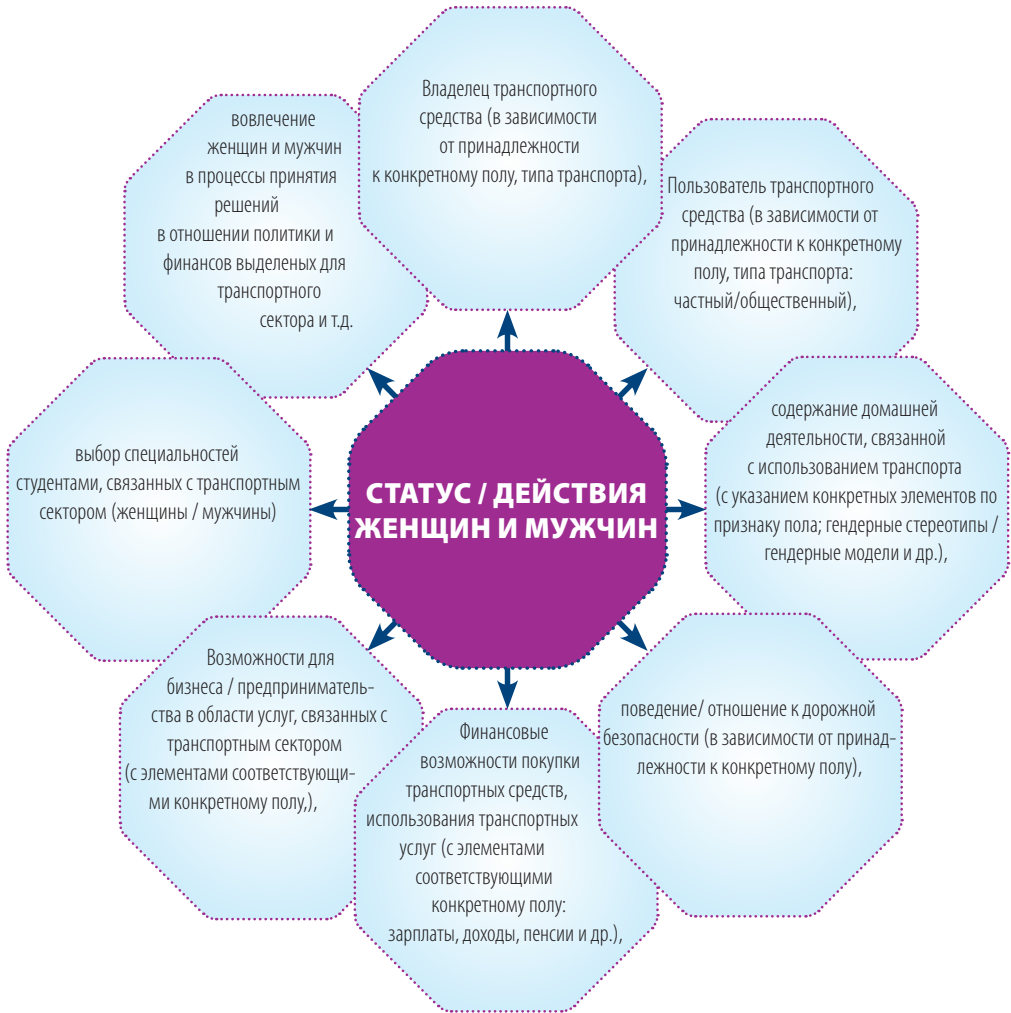 Владелец транспортного
средства (в зависимости
от принадлежности
к конкретному полу, типа транспорта),
Пользователь транспортного
средства (в зависимости от
принадлежности к конкретному
полу, типа транспорта:
частный/общественный),
содержание домашней
деятельности, связанной
с использованием транспорта
(с указанием конкретных элементов по
признаку пола; гендерные стереотипы /
гендерные модели и др.),
поведение/ отношение к дорожной
безопасности (в зависимости от принад-
лежности к конкретному полу),
Финансовые
возможности покупки
транспортных средств,
использования транспортных
услуг (с элементами
соответствующими
конкретному полу:
зарплаты, доходы, пенсии и др.),
Возможности для
бизнеса / предприниматель-
ства в области услуг, связанных с
транспортным сектором
(с элементами соответствующи-
ми конкретному полу,),
выбор специальностей
студентами, связанных с транспортным
сектором (женщины / мужчины)
вовлечение
женщин и мужчин
в процессы принятия
решений
в отношении политики и
финансов выделеных для
транспортного
сектора и т.д.
СТАТУС / ДЕЙСТВИЯ
ЖЕНЩИН И МУЖЧИН